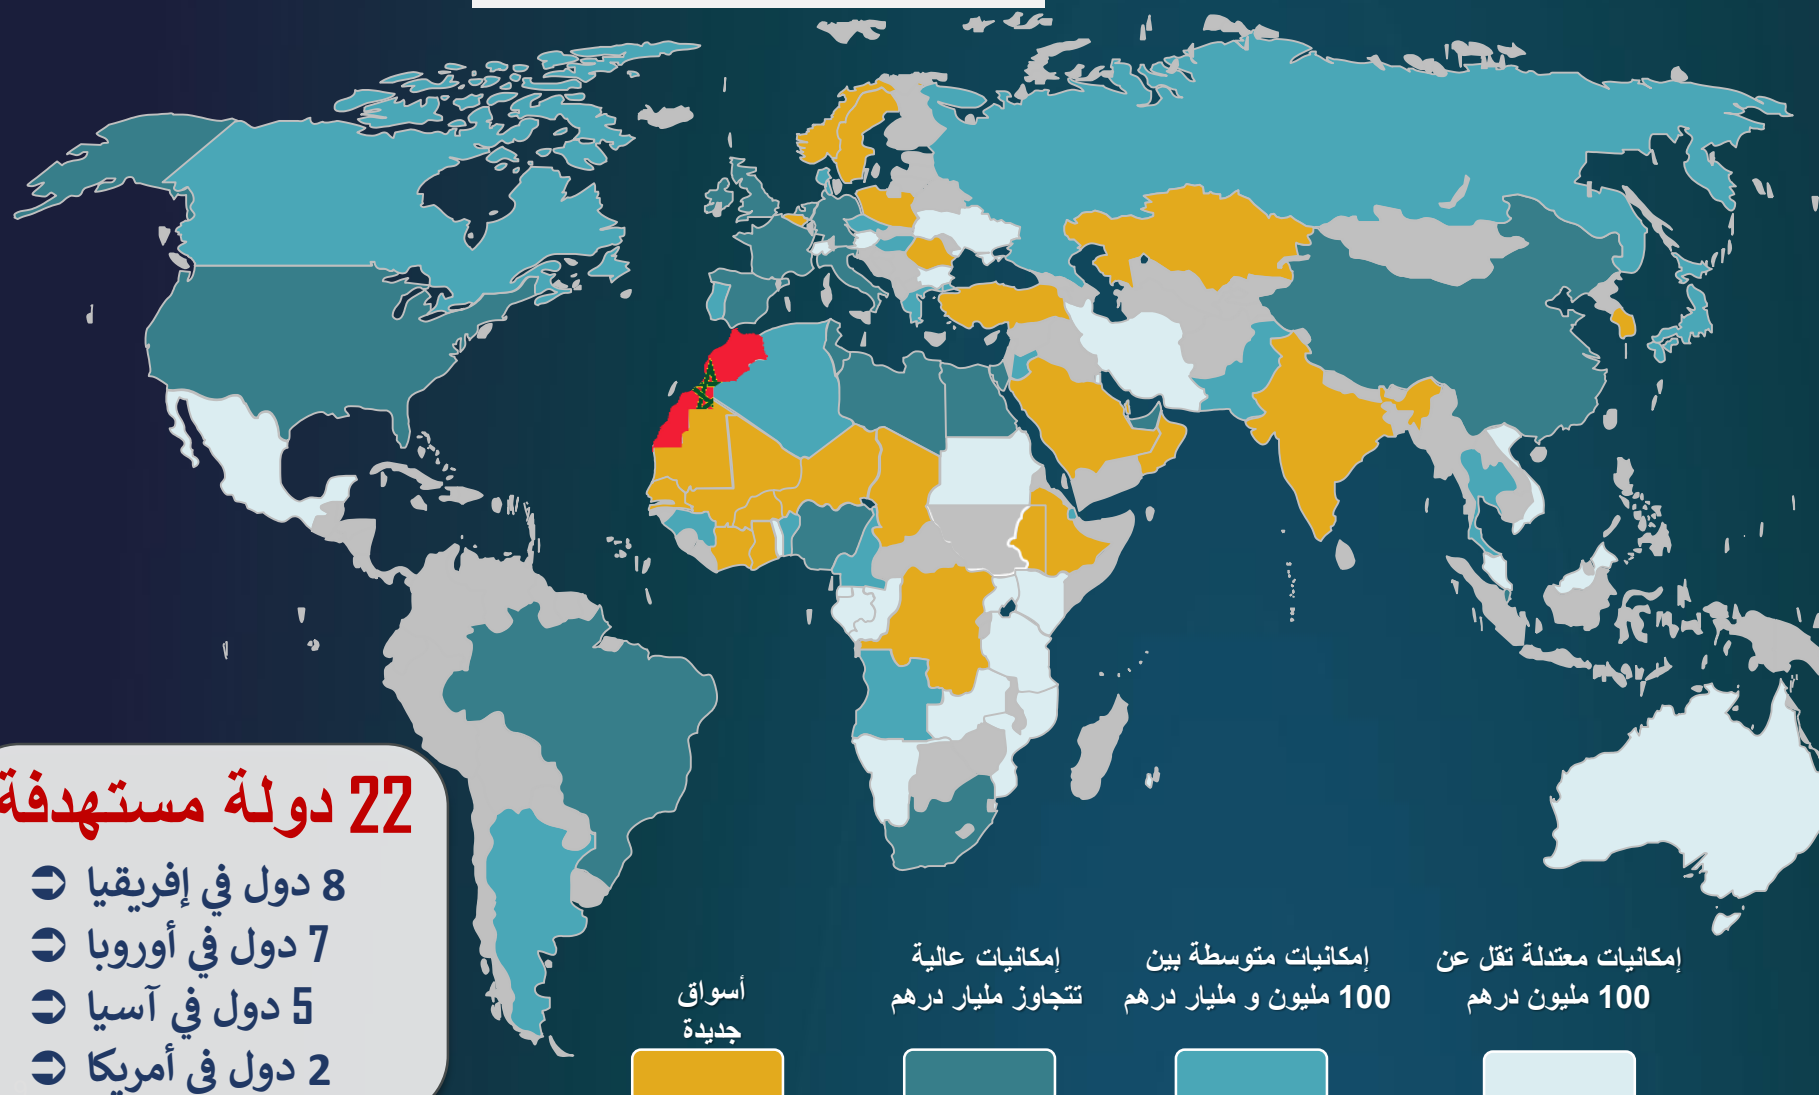 22 دولة مستهدفة
8 دول في إفريقيا
7 دول في أوروبا
5 دول في آسيا
2 دول في أمريكا
إمكانيات معتدلة تقل عن
100 مليون درهم
إمكانيات متوسطة بين
100 مليون و مليار درهم
إمكانيات عالية
تتجاوز مليار درهم
أسواق
جديدة